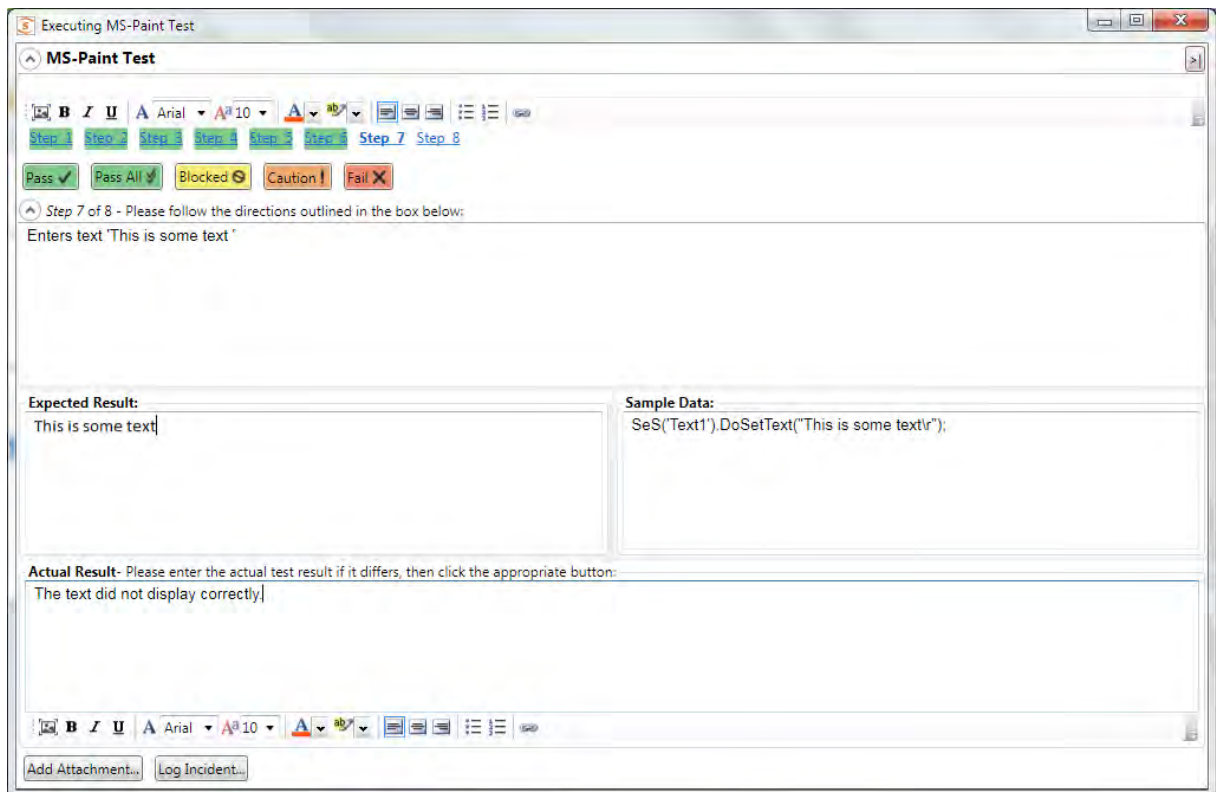 Executing MS-Paint Test
MS-Paint Test
B I U A Arial Aa 10 A ab
Step 1 Step 2 Step 3 Step 4 Step 5 Step 6 Step 7 Step 8
Pass Pass All Blocked Caution ! Fail
Step 7 of 8 - Please follow the directions outlined in the box below:
Enters text 'This is some text '
Expected Result: Sample Data:
This is some text SeS('Text1').DoSetText("This is some text\r");
Actual Result- Please enter the actual test result if it differs, then click the appropriate button:
The text did not display correctly.
B I U A Arial Aa 10 A ab
Add Attachment... Log Incident...